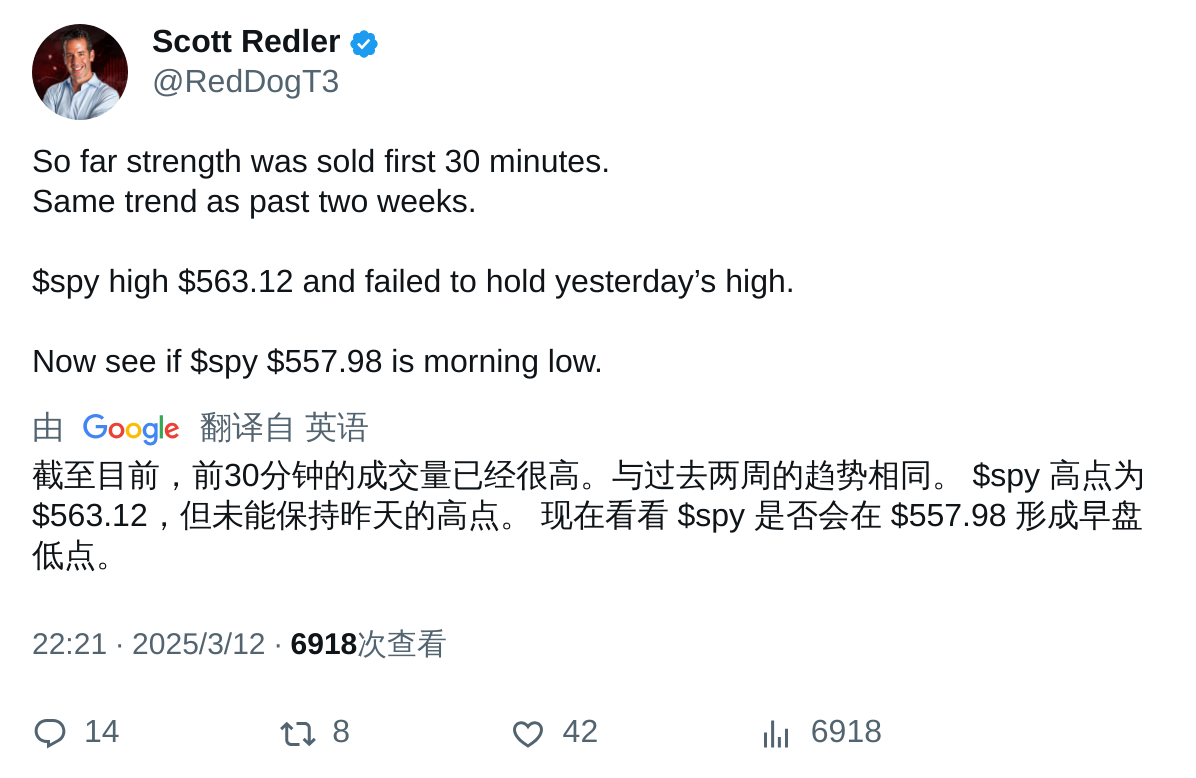 Scott Redler
@RedDogT3
So far strength was sold first 30 minutes.
Same trend as past two weeks.
$spy high $563.12 and failed to hold yesterday’s high.
Now see if $spy $557.98 is morning low.
由 Google 翻译自 英语
截至目前，前30分钟的成交量已经很高。与过去两周的趋势相同。 $spy 高点为
$563.12，但未能保持昨天的高点。 现在看看 $spy 是否会在 $557.98 形成早盘
低点。
22:21 · 2025/3/12 · 6918次查看
14 8 42 6918